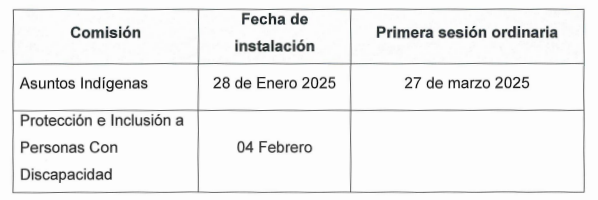 Comisión
Fecha de
instalación
Primera sesión ordinaria
Asuntos Indígenas
28 de Enero 2025
27 de marzo 2025
Protección e Inclusión a
Personas Con
Discapacidad
04 Febrero